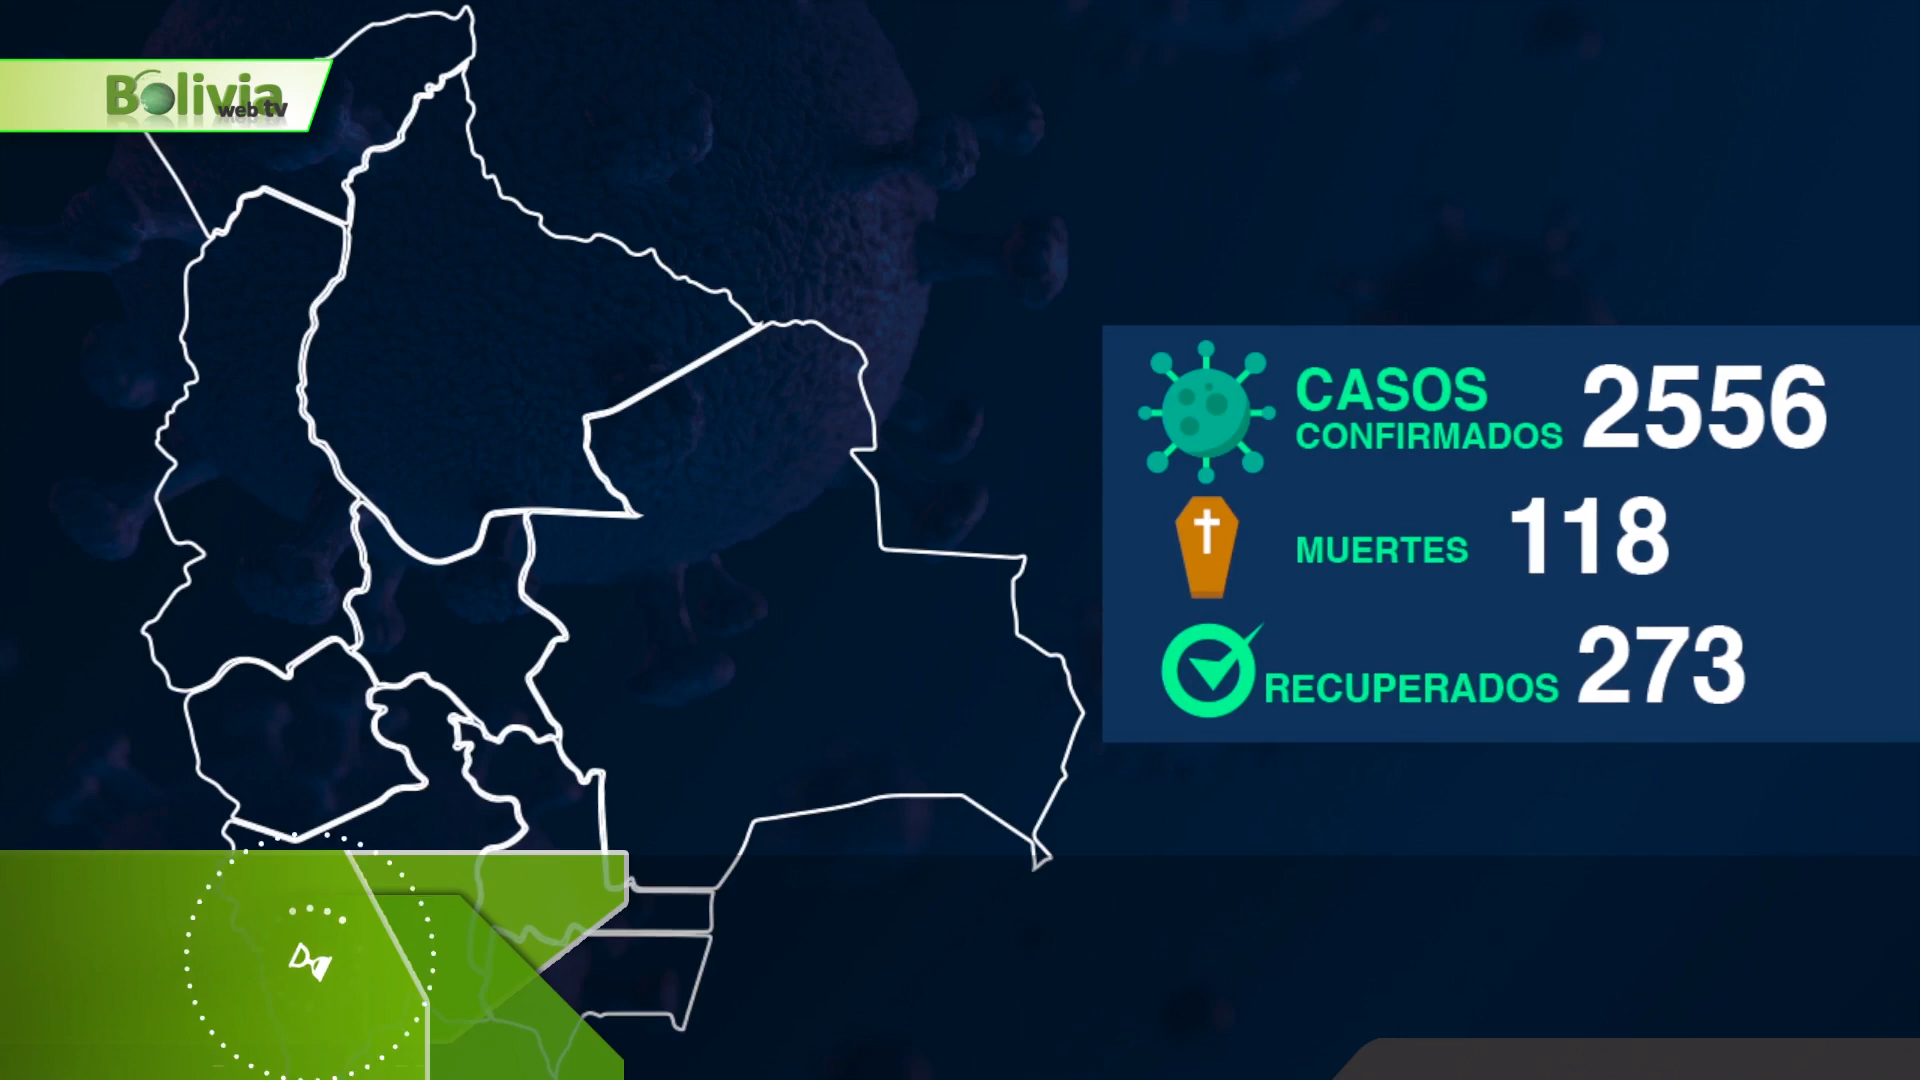 Bolivia
web tv
CASOS
CONFIRMADOS 2556
MUERTES 118
RECUPERADOS 273